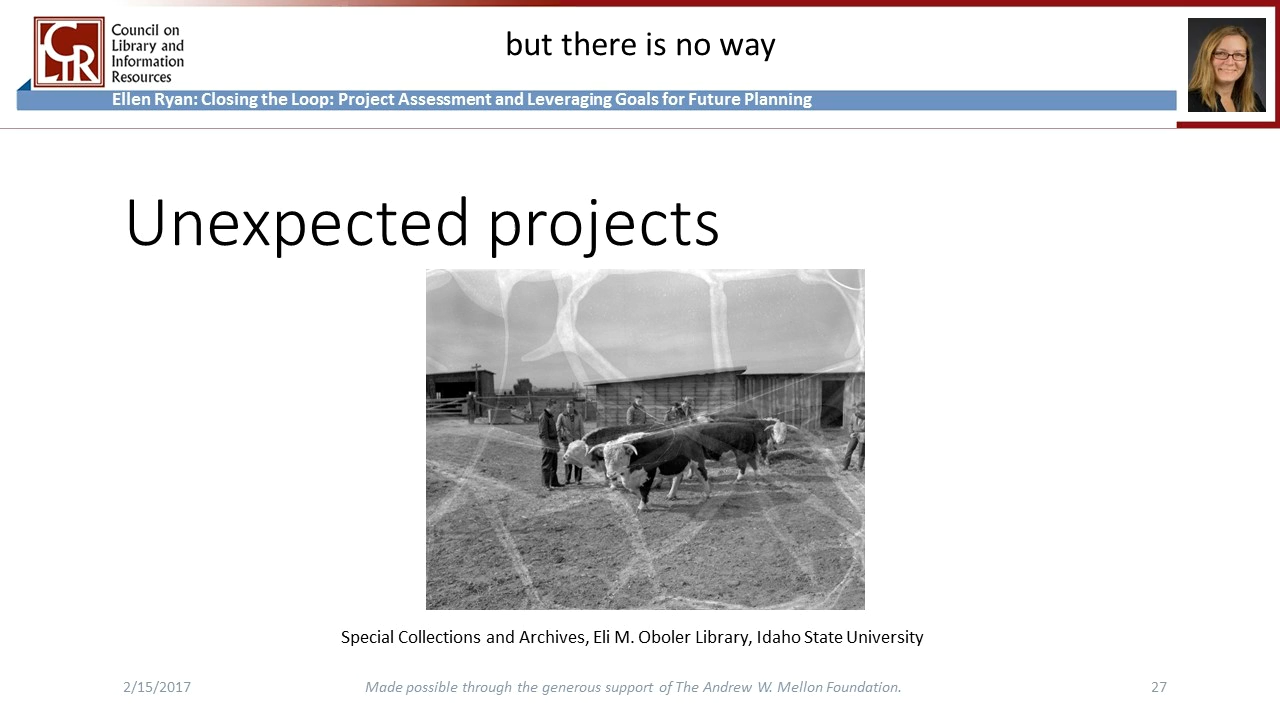 CLIR
Council on
Library and
Information
Resources
but there is no way
Ellen Ryan: Closing the Loop: Project Assessment and Leveraging Goals for Future Planning
Unexpected projects
Special Collections and Archives, Eli M. Oboler Library, Idaho State University
2/15/2017
Made possible through the generous support of The Andrew W. Mellon Foundation.
27